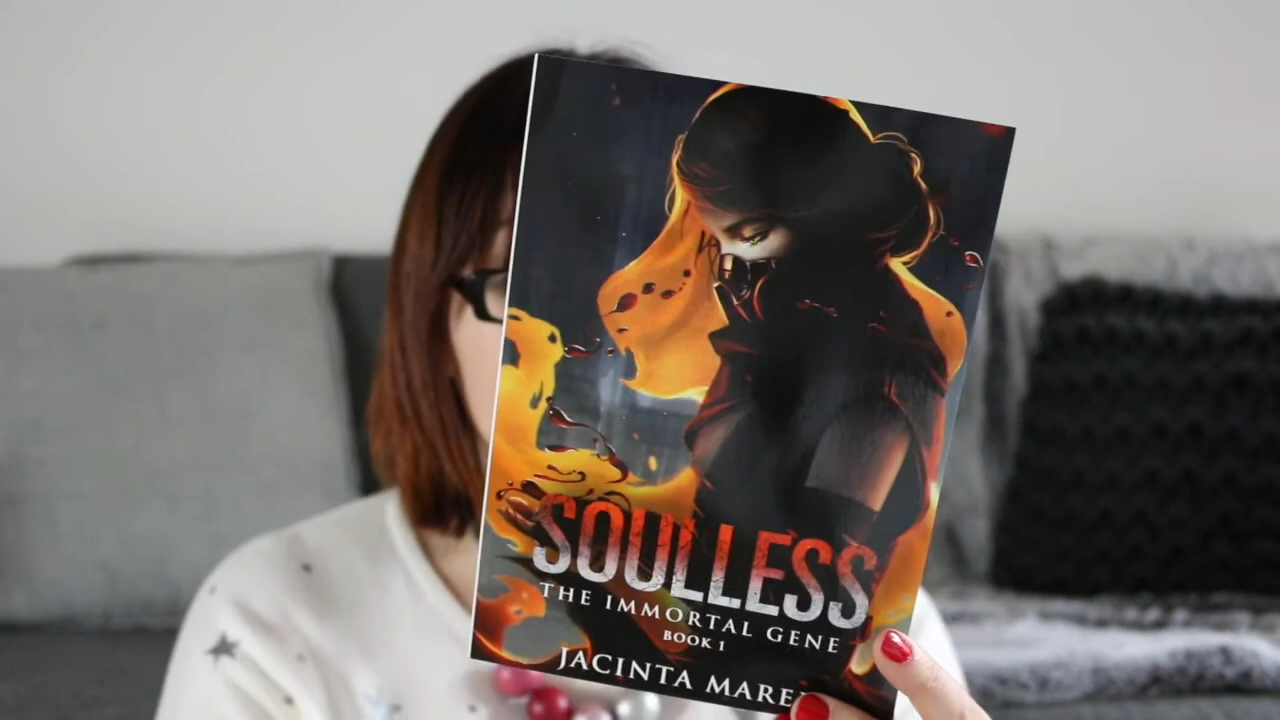 SOULLESS
THE IMMORTAL GENE
BOOK 1
JACINTA